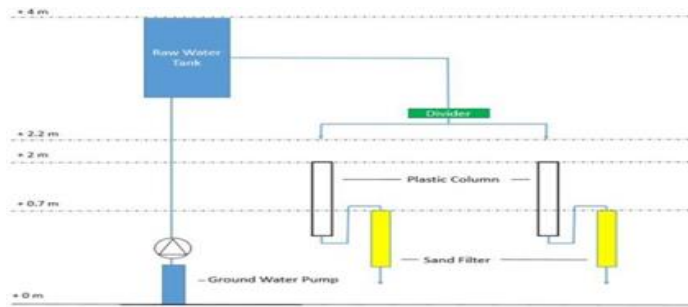 + 4 m
Raw Water
Tank
Divider
+ 2.2 m
+ 2 m
Plastic Column
+ 0.7 m
Sand Filter
Ground Water Pump
+ 0 m